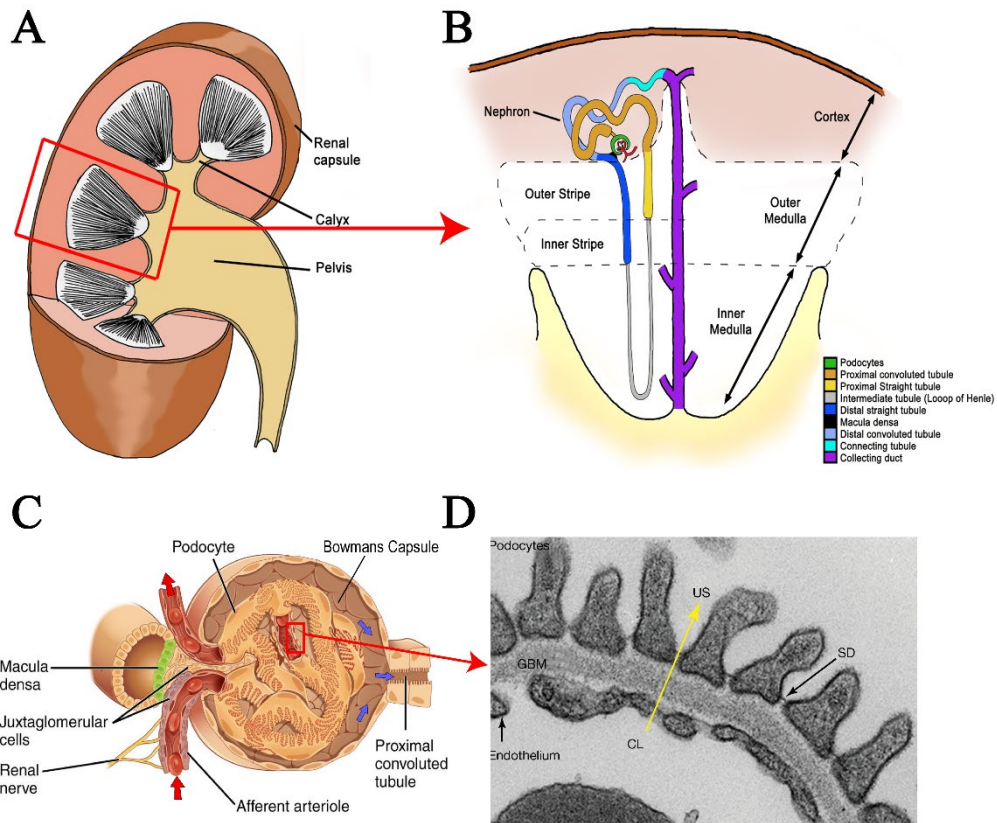 A
Renal
capsule
Calyx
Pelvis
B
Nephron
Cortex
Outer Stripe
Outer
Medulla
Inner Stripe
Inner
Medulla
Podocytes
Proximal convoluted tubule
Proximal Straight tubule
Intermediate tubule (Looop of Henle)
Distal straight tubule
Macula densa
Distal convoluted tubule
Connecting tubule
Collecting duct
C
Podocyte
Bowmans Capsule
Macula
densa
Juxtaglomerular
cells
Renal
nerve
Afferent arteriole
Proximal
convoluted
tubule
D
Podocytes
US
GBM
SD
CL
Endothelium